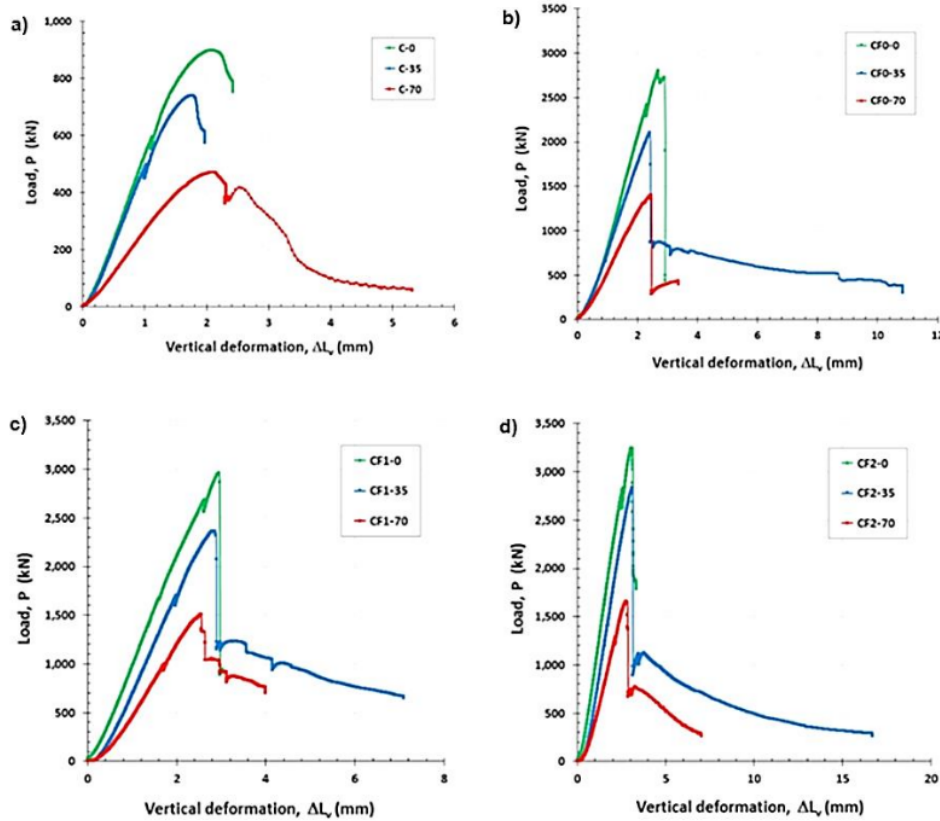 a)
1,000
800
600
400
200
0
0 1 2 3 4 5 6
Load, P (kN)
Vertical deformation, ΔLᵥ (mm)
C-0
C-35
C-70
b)
3000
2500
2000
1500
1000
500
0
0 2 4 6 8 10 12
Load, P (kN)
Vertical deformation, ΔLᵥ (mm)
CF0-0
CF0-35
CF0-70
c)
3,500
3,000
2,500
2,000
1,500
1,000
500
0
0 2 4 6 8
Load, P (kN)
Vertical deformation, ΔLᵥ (mm)
CF1-0
CF1-35
CF1-70
d)
3,500
3,000
2,500
2,000
1,500
1,000
500
0
0 5 10 15 20
Load, P (kN)
Vertical deformation, ΔLᵥ (mm)
CF2-0
CF2-35
CF2-70